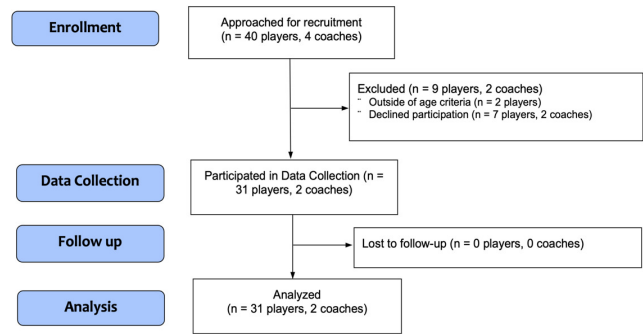 Enrollment
Approached for recruitment
(n = 40 players, 4 coaches)
Excluded (n = 9 players, 2 coaches)
¨ Outside of age criteria (n = 2 players)
¨ Declined participation (n = 7 players, 2 coaches)
Data Collection
Participated in Data Collection (n =
31 players, 2 coaches)
Follow up
Lost to follow-up (n = 0 players, 0 coaches)
Analysis
Analyzed
(n = 31 players, 2 coaches)